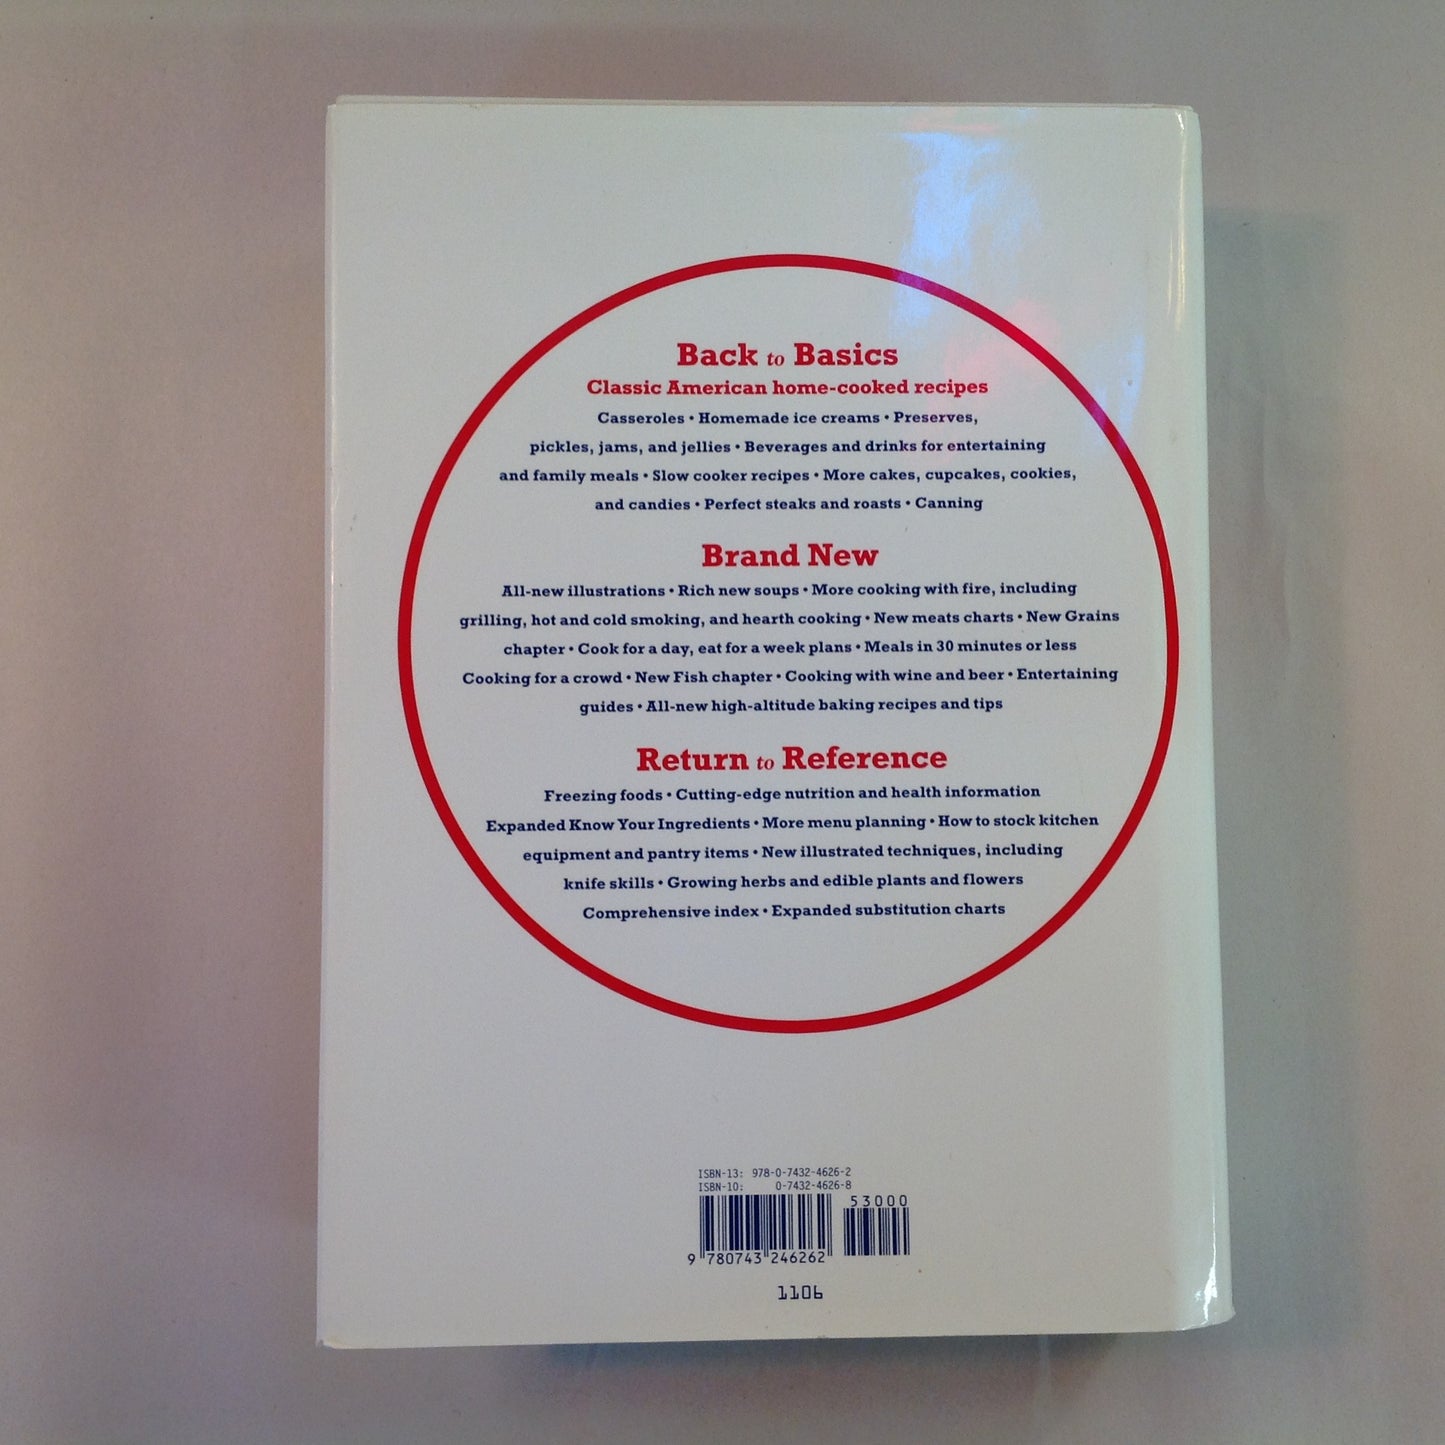 Back to Basics
Classic American home-cooked recipes
Casseroles • Homemade ice creams • Preserves,
pickles, jams, and jellies • Beverages and drinks for entertaining
and family meals • Slow cooker recipes • More cakes, cupcakes, cookies,
and candies • Perfect steaks and roasts • Canning
Brand New
All-new illustrations • Rich new soups • More cooking with fire, including
grilling, hot and cold smoking, and hearth cooking • New meats charts • New Grains
chapter • Cook for a day, eat for a week plans • Meals in 30 minutes or less
Cooking for a crowd • New Fish chapter • Cooking with wine and beer • Entertaining
guides • All-new high-altitude baking recipes and tips
Return to Reference
Freezing foods • Cutting-edge nutrition and health information
Expanded Know Your Ingredients • More menu planning • How to stock kitchen
equipment and pantry items • New illustrated techniques, including
knife skills • Growing herbs and edible plants and flowers
Comprehensive index • Expanded substitution charts
ISBN-13: 978-0-7432-4626-2
ISBN-10: 0-7432-4626-8
53000
9 780743 246262
1106